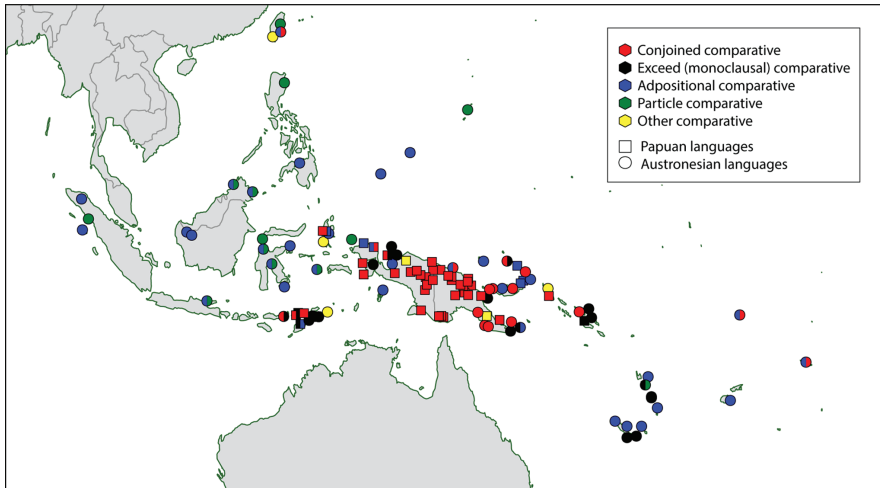 Conjoined comparative
Exceed (monoclausal) comparative
Adpositional comparative
Particle comparative
Other comparative
Papuan languages
Austronesian languages